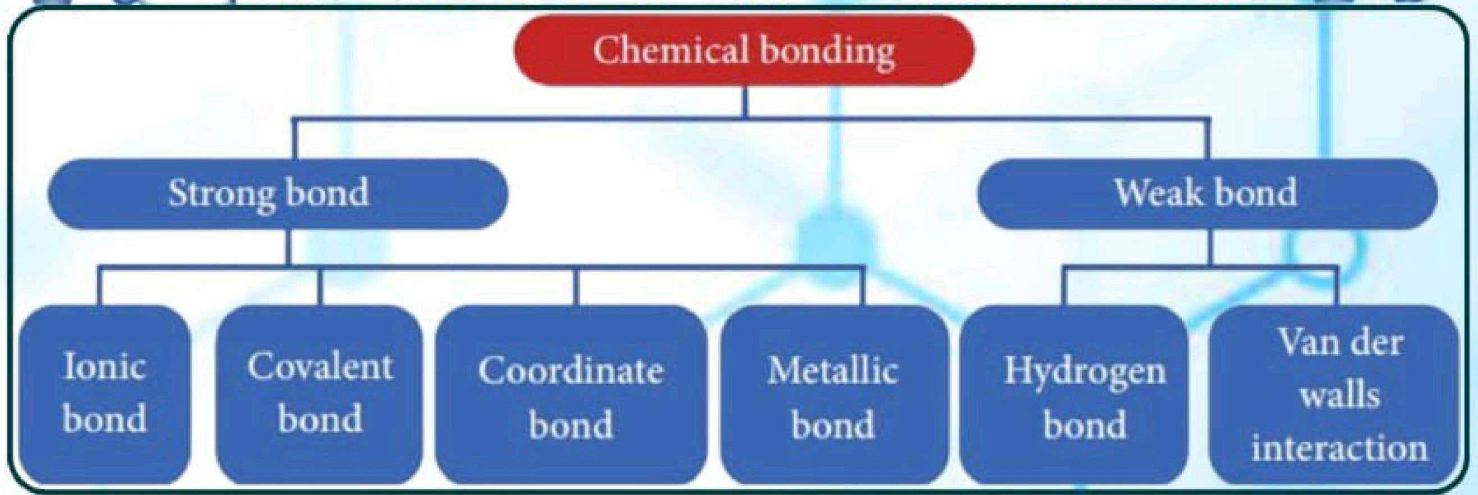 Chemical bonding
Strong bond
Weak bond
Ionic
bond
Covalent
bond
Coordinate
bond
Metallic
bond
Hydrogen
bond
Van der
walls
interaction